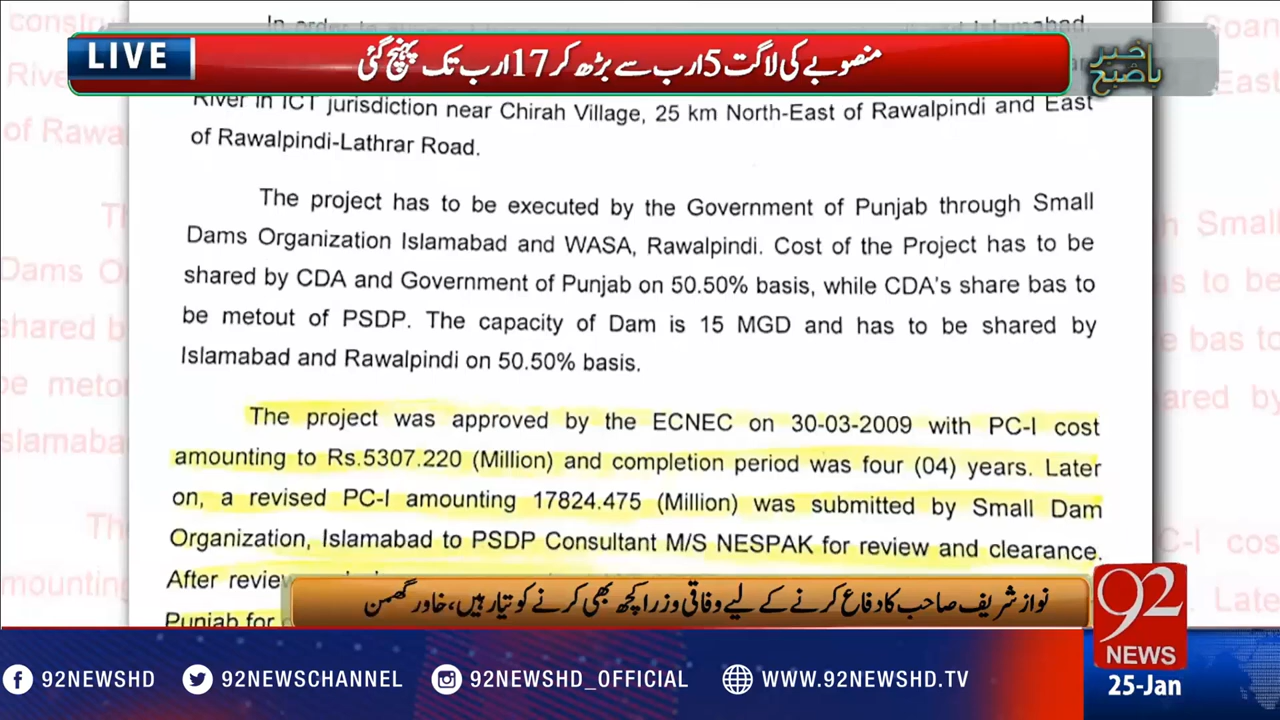 In order to
Islamabad,
LIVE
منصوبے کی لاگت 5 ارب سے بڑھ کر 17 ارب تک پہنچ گئی
باخبر صبح
River in ICT jurisdiction near Chirah Village, 25 km North-East of Rawalpindi and East
of Rawalpindi-Lathrar Road.
The project has to be executed by the Government of Punjab through Small
Dams Organization Islamabad and WASA, Rawalpindi. Cost of the Project has to be
shared by CDA and Government of Punjab on 50.50% basis, while CDA's share bas to
be metout of PSDP. The capacity of Dam is 15 MGD and has to be shared by
Islamabad and Rawalpindi on 50.50% basis.
The project was approved by the ECNEC on 30-03-2009 with PC-I cost
amounting to Rs.5307.220 (Million) and completion period was four (04) years. Later
on, a revised PC-I amounting 17824.475 (Million) was submitted by Small Dam
Organization, Islamabad to PSDP Consultant M/S NESPAK for review and clearance.
After review
Punjab for
نواز شریف صاحب کا دفاع کرنے کے لیے وفاقی وزرا کچھ بھی کرنے کو تیار ہیں، خاور گھمن
92
NEWS
25-Jan
92NEWSHD
92NEWSCHANNEL
92NEWSHD_OFFICIAL
WWW.92NEWSHD.TV